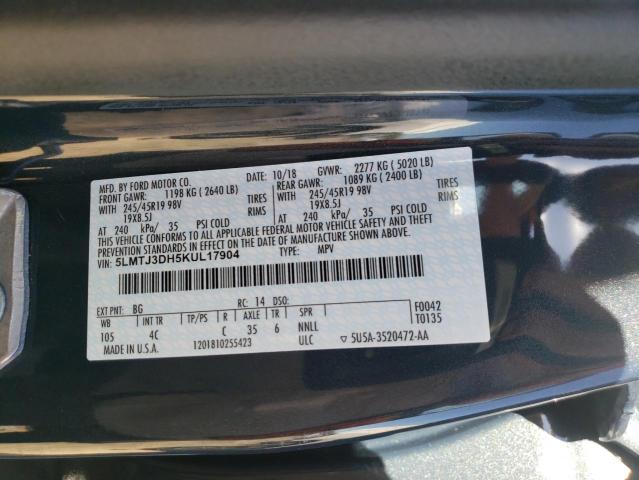 MFD. BY FORD MOTOR CO.
DATE: 10/18 GVWR: 2277 KG ( 5020 LB)
FRONT GAWR: 1198 KG ( 2640 LB) REAR GAWR: 1089 KG ( 2400 LB)
WITH 245/45R19 98V TIRES WITH 245/45R19 98V TIRES
19X8.5J RIMS 19X8.5J RIMS
AT 240 kPa/ 35 PSI COLD AT 240 kPa/ 35 PSI COLD
THIS VEHICLE CONFORMS TO ALL APPLICABLE FEDERAL MOTOR VEHICLE SAFETY, BUMPER, AND THEFT
PREVENTION STANDARDS IN EFFECT ON THE DATE OF MANUFACTURE SHOWN ABOVE.
VIN: 5LMTJ3DH5KUL17904 TYPE: MPV
EXT PNT: BG RC: 14 DSO: F0042
WB INT TR TP/PS R AXLE TR SPR T0135
105 4C C 35 6 NNLL
MADE IN U.S.A. 1201810255423 ULC ▽ 5U5A-3520472-AA